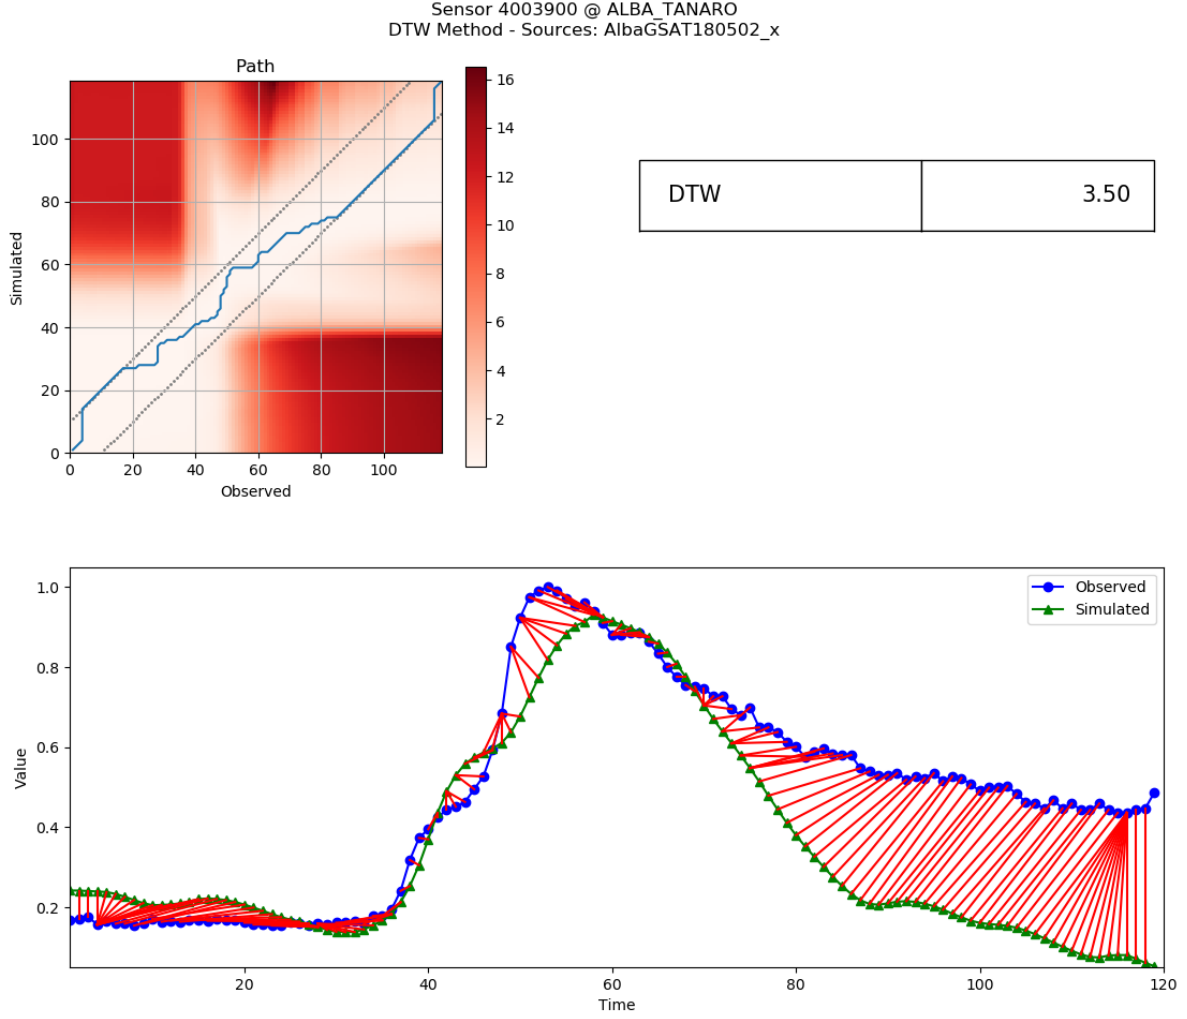 Sensor 4003900 @ ALBA_TANARO
DTW Method - Sources: AlbaGSAT180502_x
Path
100
80
60
40
20
0
Simulated
0 20 40 60 80 100
Observed
16
14
12
10
8
6
4
2
DTW 3.50
1.0
0.8
0.6
0.4
0.2
Value
Observed
Simulated
20 40 60 80 100 120
Time